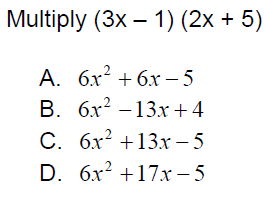 Multiply (3x – 1) (2x + 5)
A. 6x² + 6x – 5
B. 6x² – 13x + 4
C. 6x² + 13x – 5
D. 6x² + 17x – 5